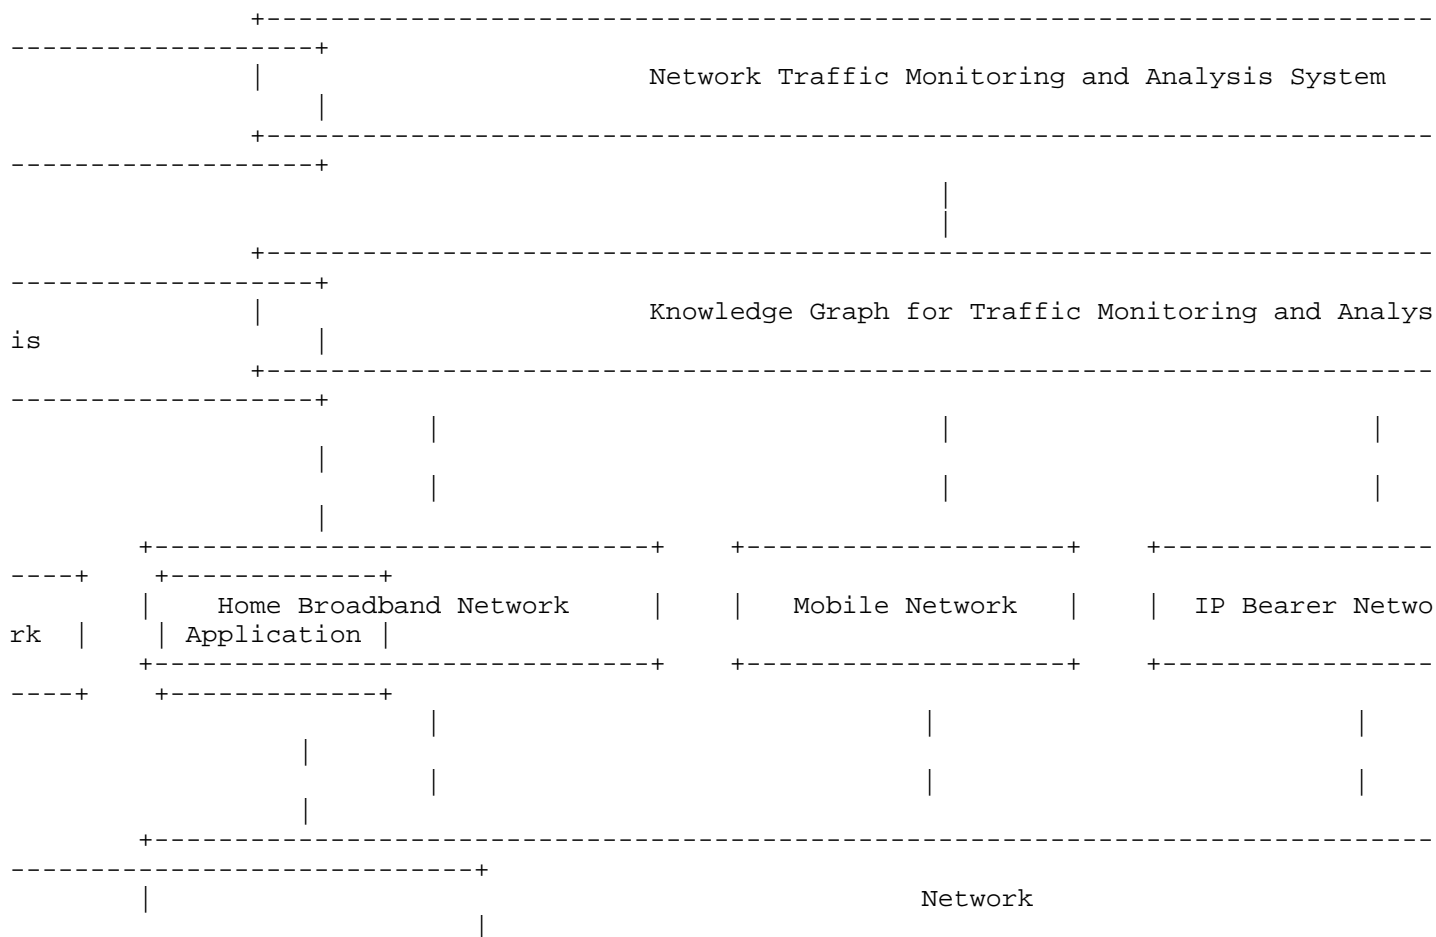 +-------------------------------------------------------------------------
-------------------+
| Network Traffic Monitoring and Analysis System
|
+-------------------------------------------------------------------------
-------------------+
|
|
+-------------------------------------------------------------------------
-------------------+
| Knowledge Graph for Traffic Monitoring and Analys
is |
+-------------------------------------------------------------------------
-------------------+
| | |
|
| | |
|
+-------------------------------+ +--------------------+ +-----------------
----+ +-------------+
| Home Broadband Network | | Mobile Network | | IP Bearer Netwo
rk | | Application |
+-------------------------------+ +--------------------+ +-----------------
----+ +-------------+
| | |
|
| | |
|
+--------------------------------------------------------------------------------
-----------------------------+
| Network
|